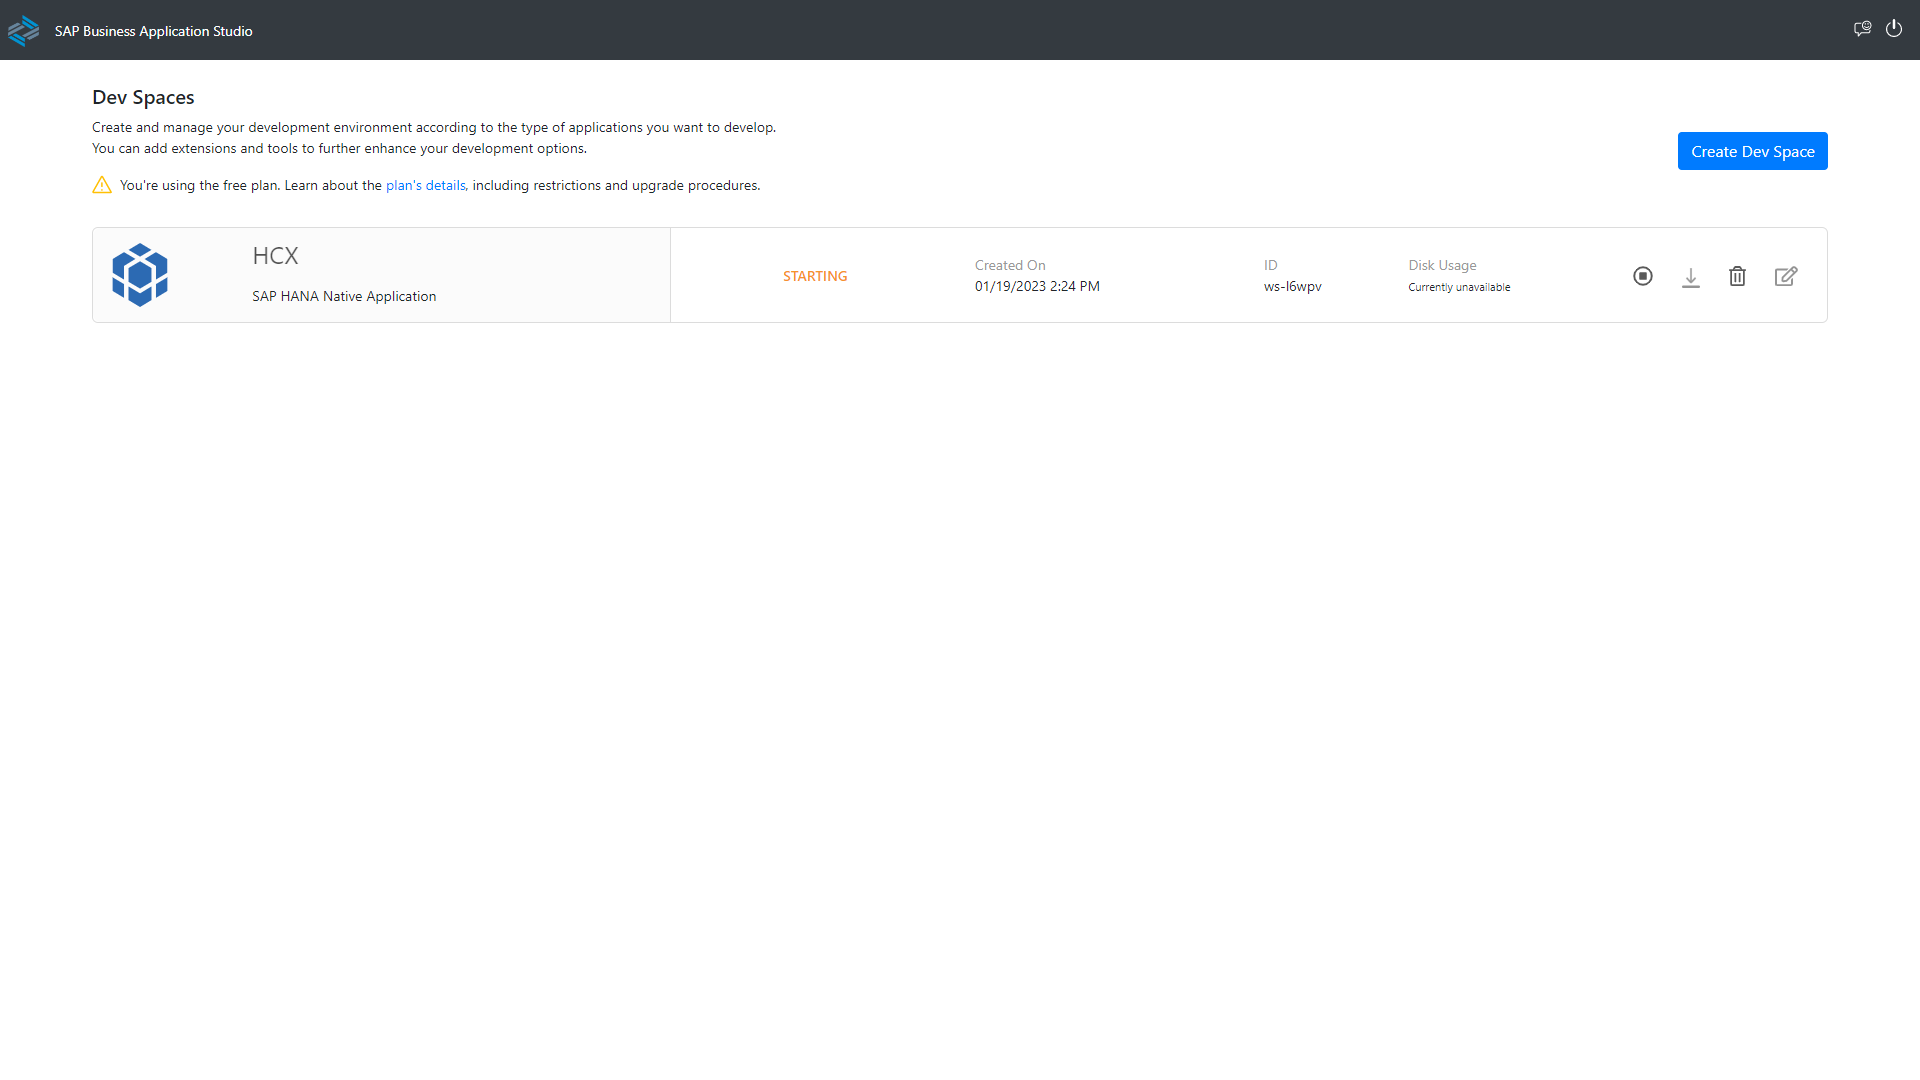 SAP Business Application Studio
Dev Spaces
Create and manage your development environment according to the type of applications you want to develop.
You can add extensions and tools to further enhance your development options.
Create Dev Space
You're using the free plan. Learn about the plan's details, including restrictions and upgrade procedures.
HCX
SAP HANA Native Application
STARTING
Created On
01/19/2023 2:24 PM
ID
ws-l6wpv
Disk Usage
Currently unavailable